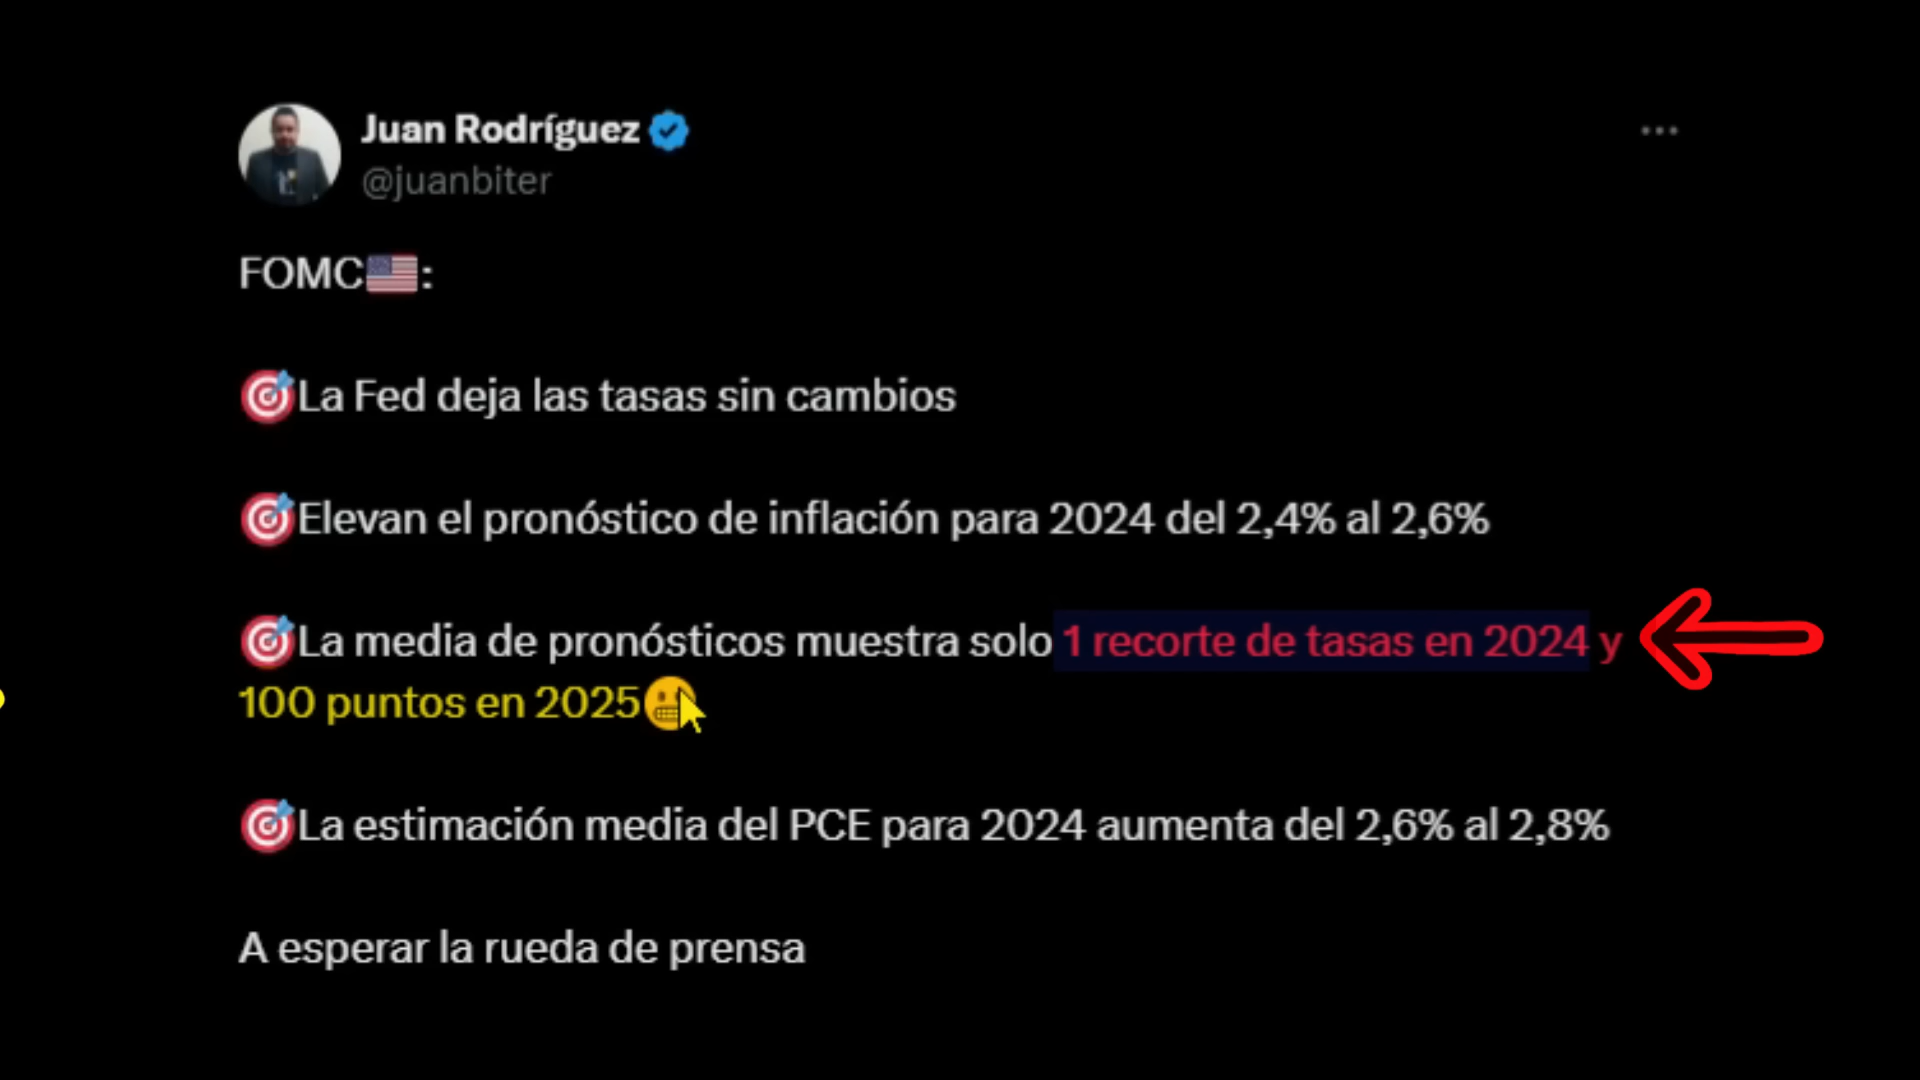 Juan Rodríguez
@juanbiter
FOMC🇺🇸:
🎯La Fed deja las tasas sin cambios
🎯Elevan el pronóstico de inflación para 2024 del 2,4% al 2,6%
🎯La media de pronósticos muestra solo 1 recorte de tasas en 2024 y
100 puntos en 2025😬
🎯La estimación media del PCE para 2024 aumenta del 2,6% al 2,8%
A esperar la rueda de prensa